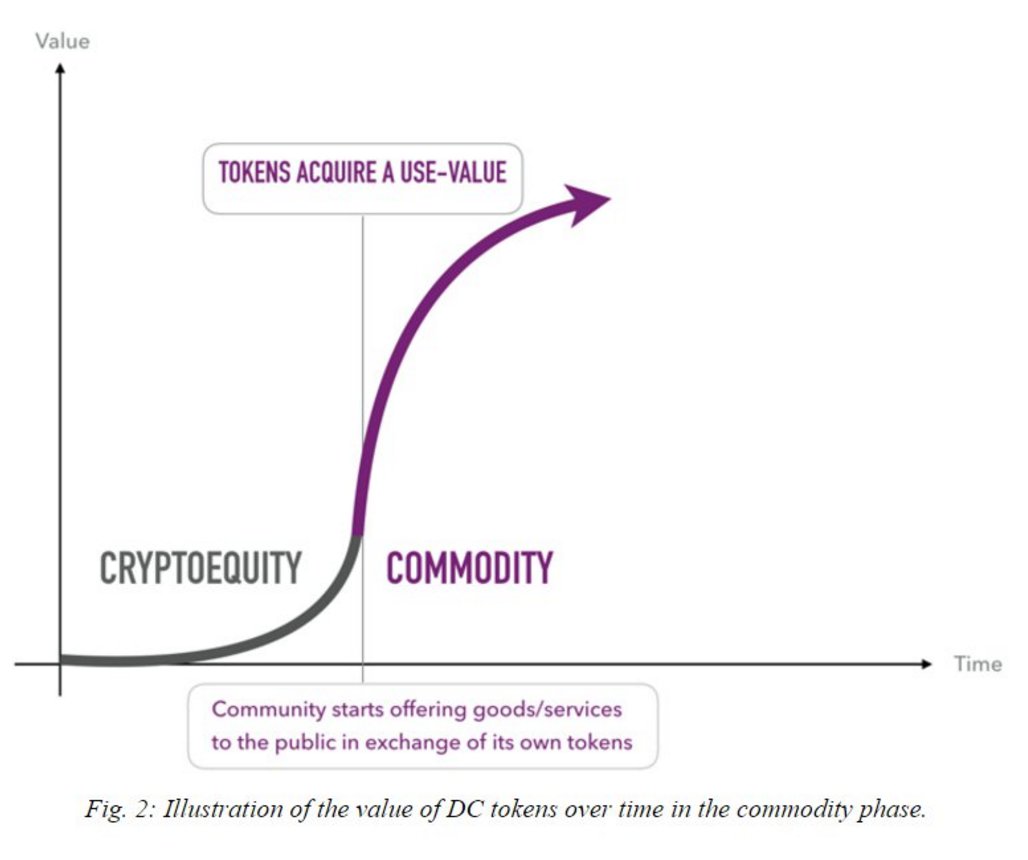 Value
TOKENS ACQUIRE A USE-VALUE
CRYPTOEQUITY
COMMODITY
Time
Community starts offering goods/services
to the public in exchange of its own tokens
Fig. 2: Illustration of the value of DC tokens over time in the commodity phase.